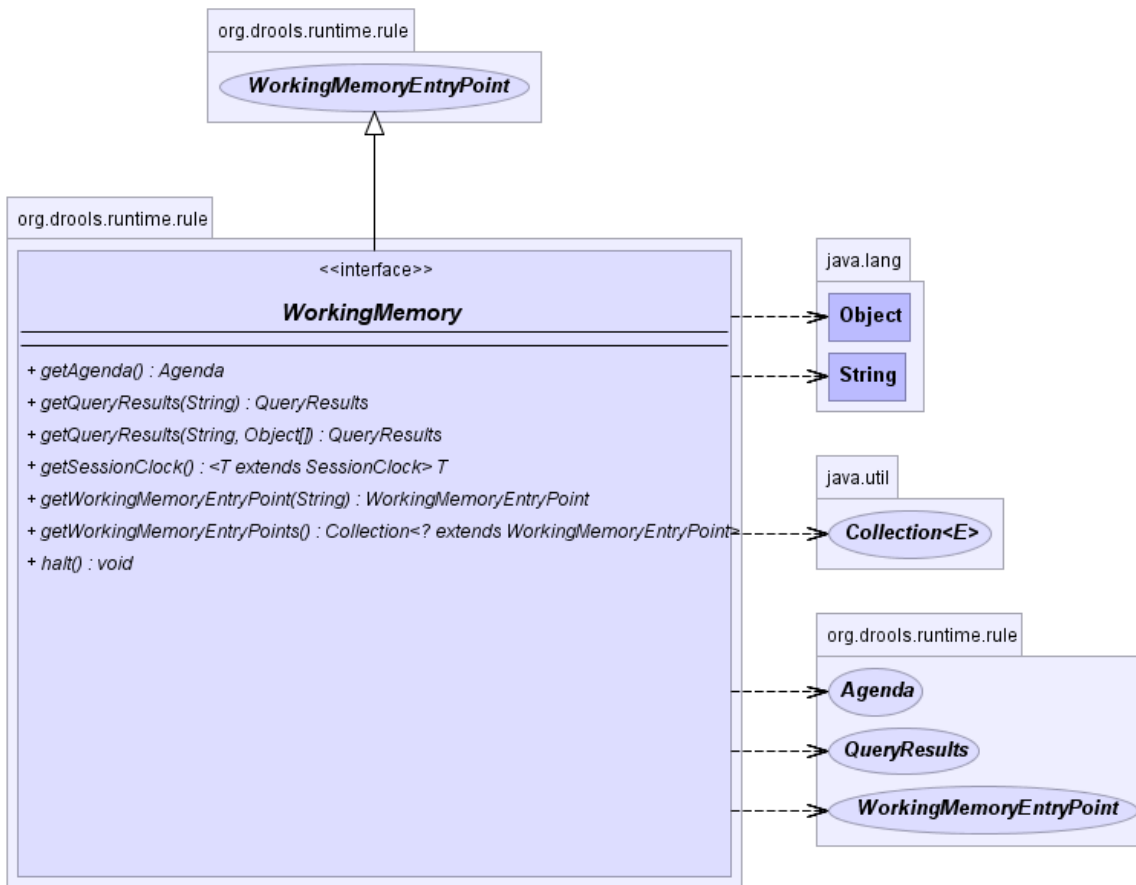 org.drools.runtime.rule
WorkingMemoryEntryPoint
org.drools.runtime.rule
<<interface>>
WorkingMemory
+ getAgenda() : Agenda
+ getQueryResults(String) : QueryResults
+ getQueryResults(String, Object[]) : QueryResults
+ getSessionClock() : <T extends SessionClock> T
+ getWorkingMemoryEntryPoint(String) : WorkingMemoryEntryPoint
+ getWorkingMemoryEntryPoints() : Collection<? extends WorkingMemoryEntryPoint>
+ halt() : void
java.lang
Object
String
java.util
Collection<E>
org.drools.runtime.rule
Agenda
QueryResults
WorkingMemoryEntryPoint